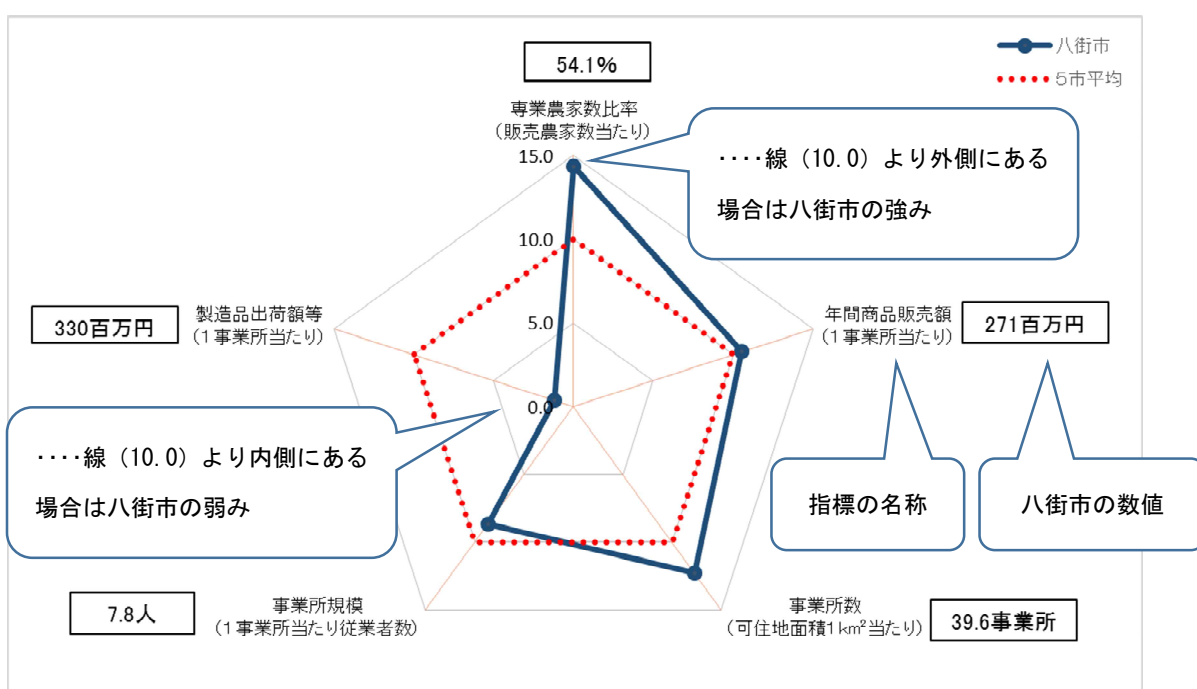 八街市
5市平均
54.1%
専業農家数比率
(販売農家数当たり)
････線（10.0）より外側にある
場合は八街市の強み
15.0
10.0
5.0
0.0
製造品出荷額等
(1事業所当たり)
330百万円
年間商品販売額
(1事業所当たり)
271百万円
････線（10.0）より内側にある
場合は八街市の弱み
指標の名称
八街市の数値
7.8人
事業所規模
(1事業所当たり従業者数)
事業所数
(可住地面積1km²当たり)
39.6事業所